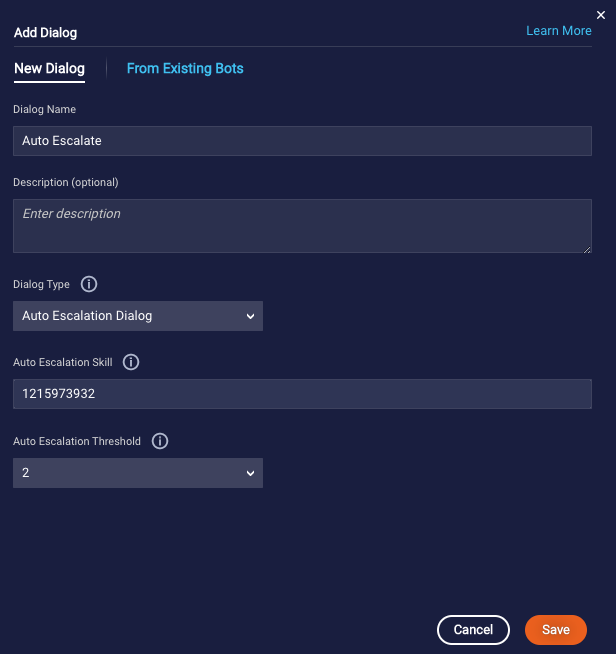 Add Dialog
Learn More
New Dialog
From Existing Bots
Dialog Name
Auto Escalate
Description (optional)
Enter description
Dialog Type
Auto Escalation Dialog
Auto Escalation Skill
1215973932
Auto Escalation Threshold
2
Cancel
Save